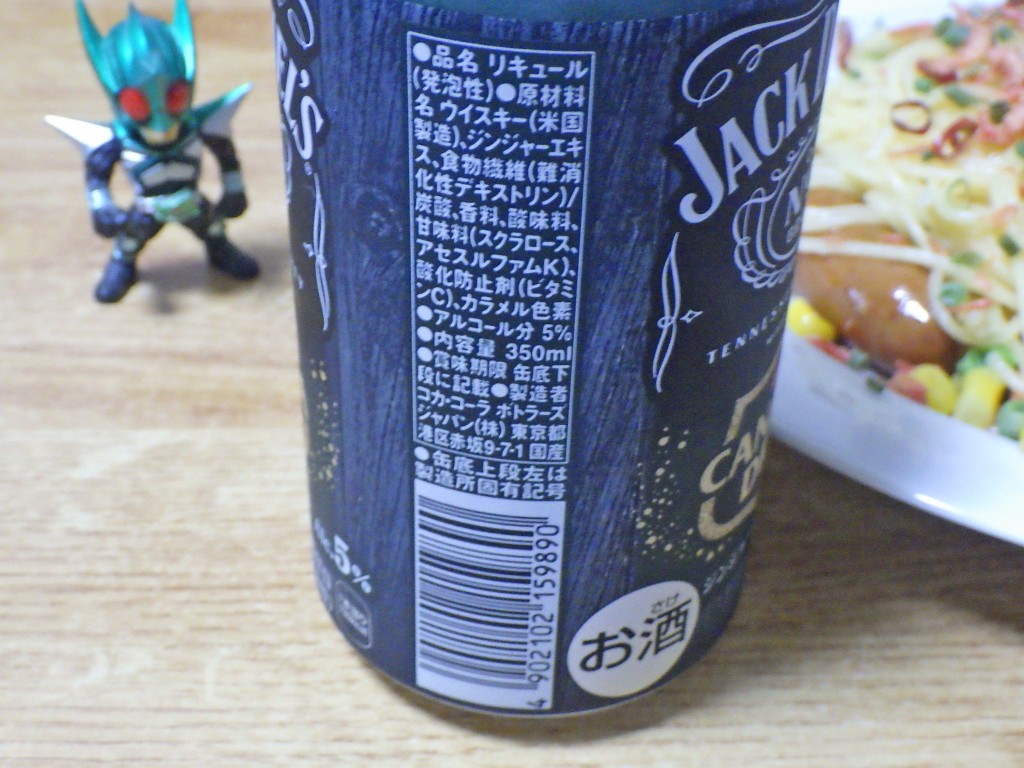 ●品名 リキュール
(発泡性)●原材料
名 ウイスキー(米国
製造)、ジンジャーエキ
ス、食物繊維(難消
化性デキストリン)/
炭酸、香料、酸味料、
甘味料(スクラロース、
アセスルファムK)、
酸化防止剤(ビタミ
ンC)、カラメル色素
●アルコール分 5%
●内容量 350ml
●賞味期限 缶底下
段に記載●製造者
コカ・コーラ ボトラーズ
ジャパン(株) 東京都
港区赤坂9-7-1 国産
●缶底上段左は
製造所固有記号
4 902102 159890
5%
JACK
TENNES
CAN
さけ
お酒